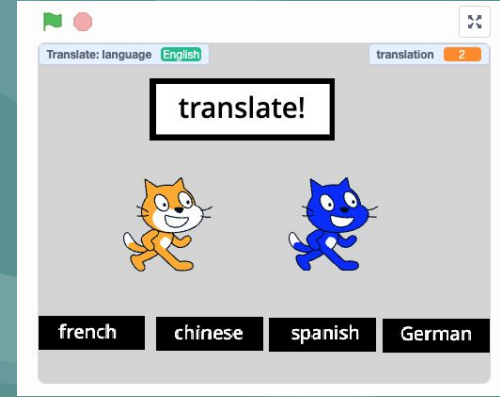 Translate: language English translation 2
translate!
french chinese spanish German